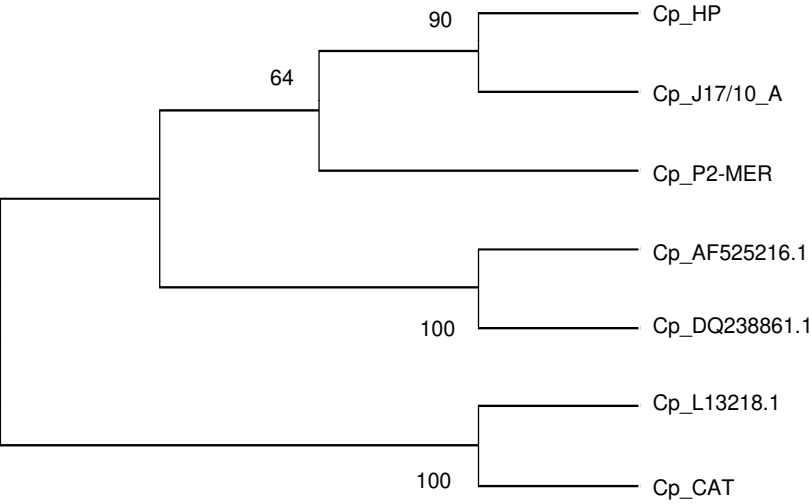 Cp_HP
90
64
Cp_J17/10_A
Cp_P2-MER
Cp_AF525216.1
Cp_DQ238861.1
100
Cp_L13218.1
100
Cp_CAT